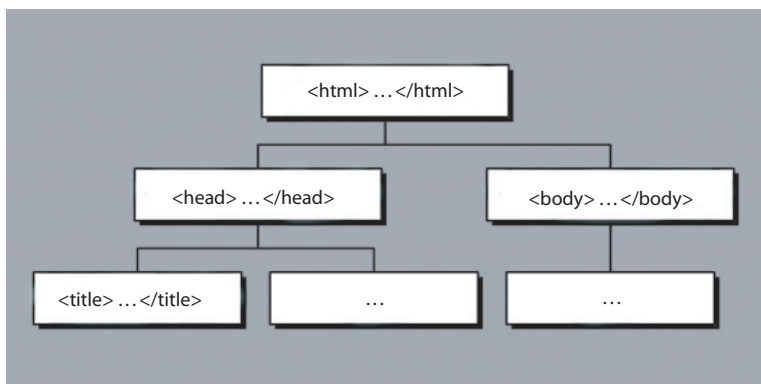 <html> … </html>
<head> … </head>
<body> … </body>
<title> … </title>
…
…